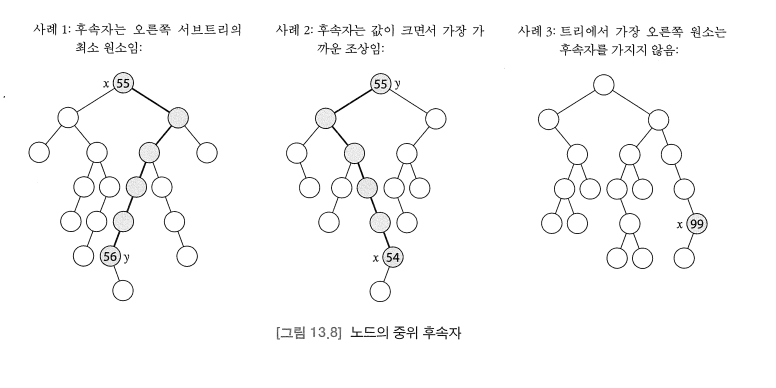 사례 1: 후속자는 오른쪽 서브트리의
최소 원소임:
사례 2: 후속자는 값이 크면서 가장 가
까운 조상임:
사례 3: 트리에서 가장 오른쪽 원소는
후속자를 가지지 않음:
x 55
55 y
56 y
x 54
x 99
[그림 13.8] 노드의 중위 후속자